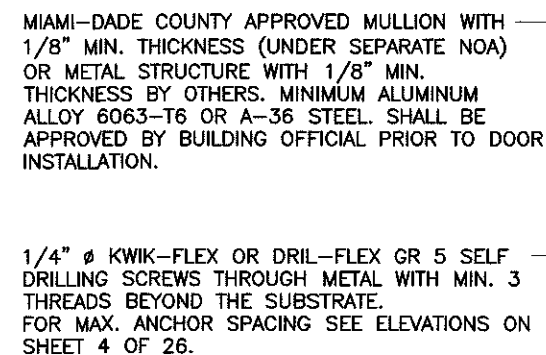 MIAMI-DADE COUNTY APPROVED MULLION WITH
1/8" MIN. THICKNESS (UNDER SEPARATE NOA)
OR METAL STRUCTURE WITH 1/8" MIN.
THICKNESS BY OTHERS. MINIMUM ALUMINUM
ALLOY 6063-T6 OR A-36 STEEL. SHALL BE
APPROVED BY BUILDING OFFICIAL PRIOR TO DOOR
INSTALLATION.
1/4" ø KWIK-FLEX OR DRIL-FLEX GR 5 SELF
DRILLING SCREWS THROUGH METAL WITH MIN. 3
THREADS BEYOND THE SUBSTRATE.
FOR MAX. ANCHOR SPACING SEE ELEVATIONS ON
SHEET 4 OF 26.